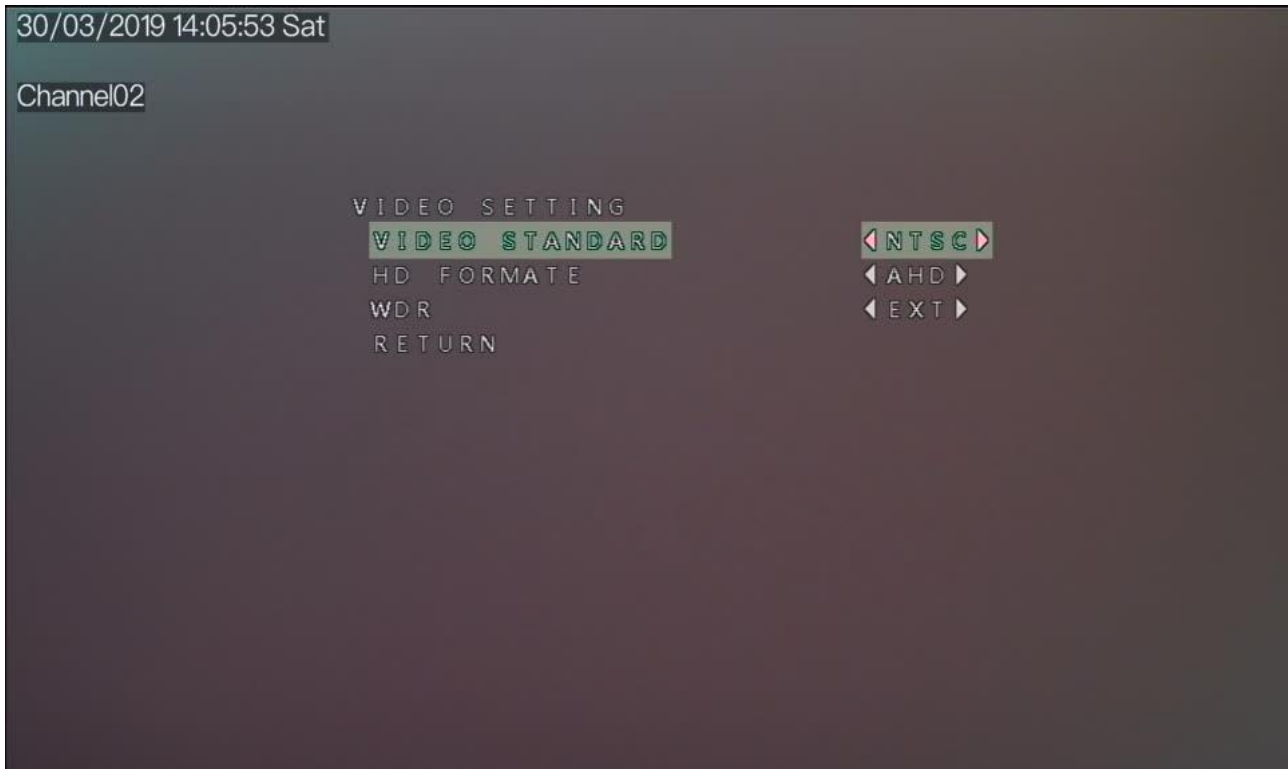 30/03/2019 14:05:53 Sat
Channel02
VIDEO SETTING
VIDEO STANDARD ◀NTSC▶
HD FORMATE ◀AHD▶
WDR ◀EXT▶
RETURN